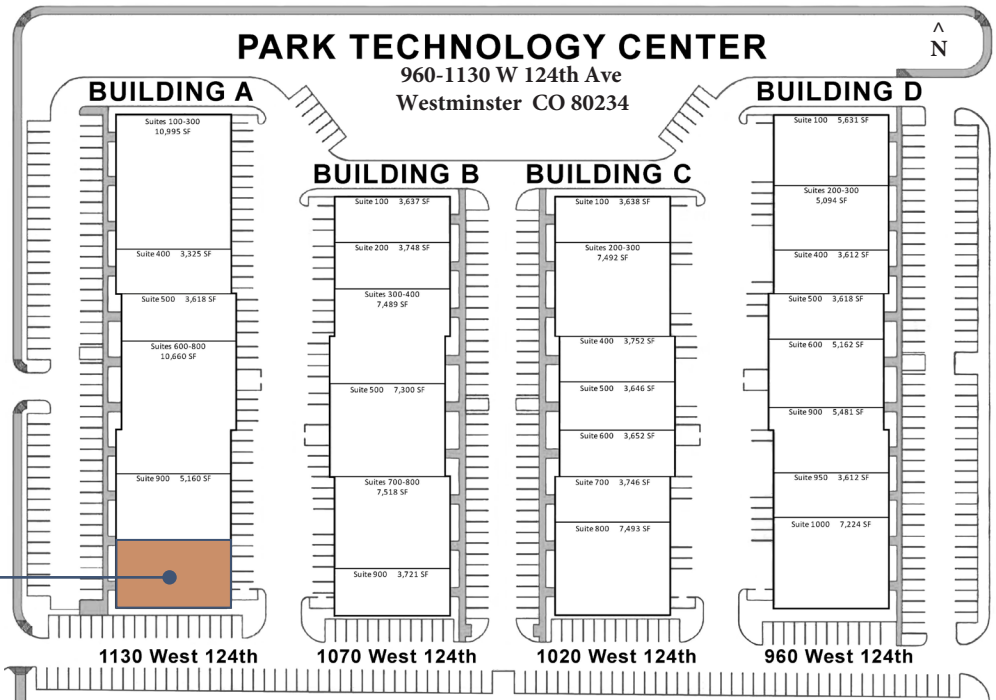 PARK TECHNOLOGY CENTER
960-1130 W 124th Ave
Westminster CO 80234
^
N
BUILDING A
Suites 100-300
10,995 SF
Suite 400 3,325 SF
Suite 500 3,618 SF
Suites 600-800
10,660 SF
Suite 900 5,160 SF
1130 West 124th
BUILDING B
Suite 100 3,637 SF
Suite 200 3,748 SF
Suites 300-400
7,489 SF
Suite 500 7,300 SF
Suites 700-800
7,518 SF
Suite 900 3,721 SF
1070 West 124th
BUILDING C
Suite 100 3,638 SF
Suites 200-300
7,492 SF
Suite 400 3,752 SF
Suite 500 3,646 SF
Suite 600 3,652 SF
Suite 700 3,746 SF
Suite 800 7,493 SF
1020 West 124th
BUILDING D
Suite 100 5,631 SF
Suites 200-300
5,094 SF
Suite 400 3,612 SF
Suite 500 3,618 SF
Suite 600 5,162 SF
Suite 900 5,481 SF
Suite 950 3,612 SF
Suite 1000 7,224 SF
960 West 124th